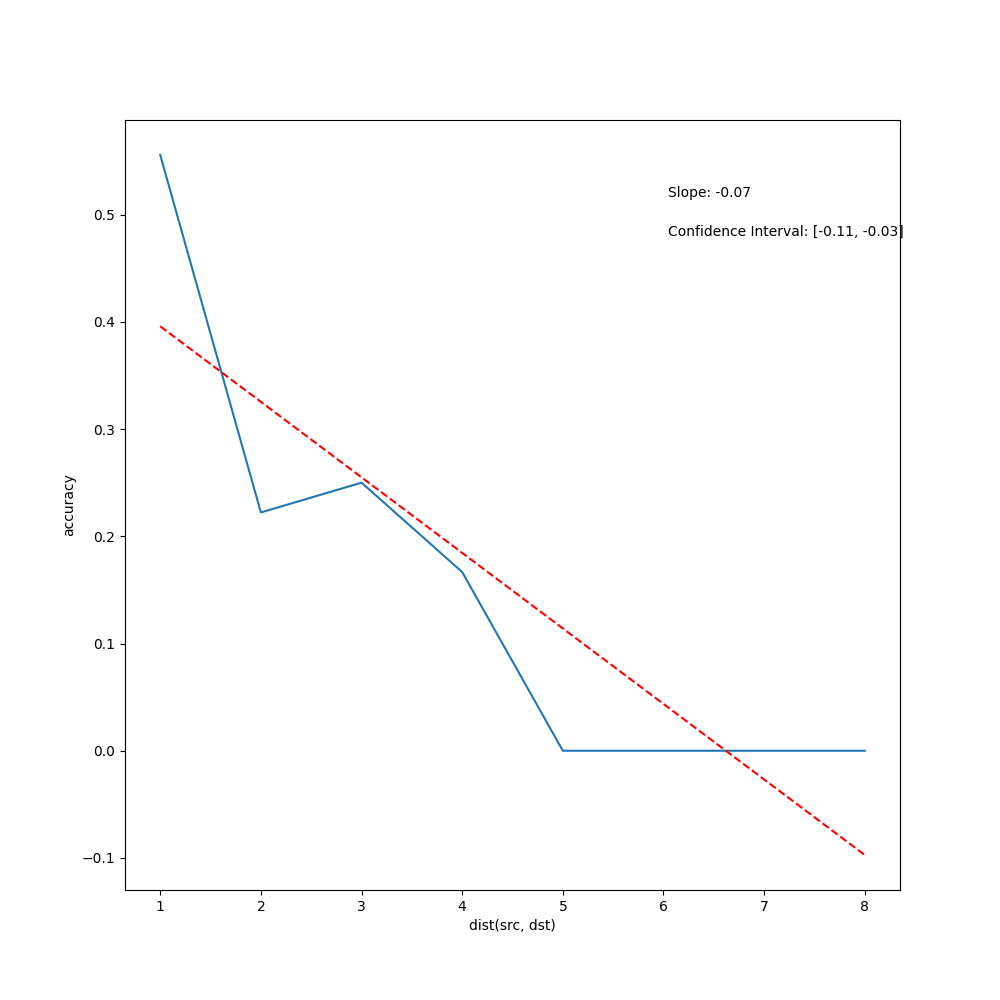 Slope: -0.07
Confidence Interval: [-0.11, -0.03]
0.5
0.4
0.3
0.2
0.1
0.0
−0.1
accuracy
1 2 3 4 5 6 7 8
dist(src, dst)